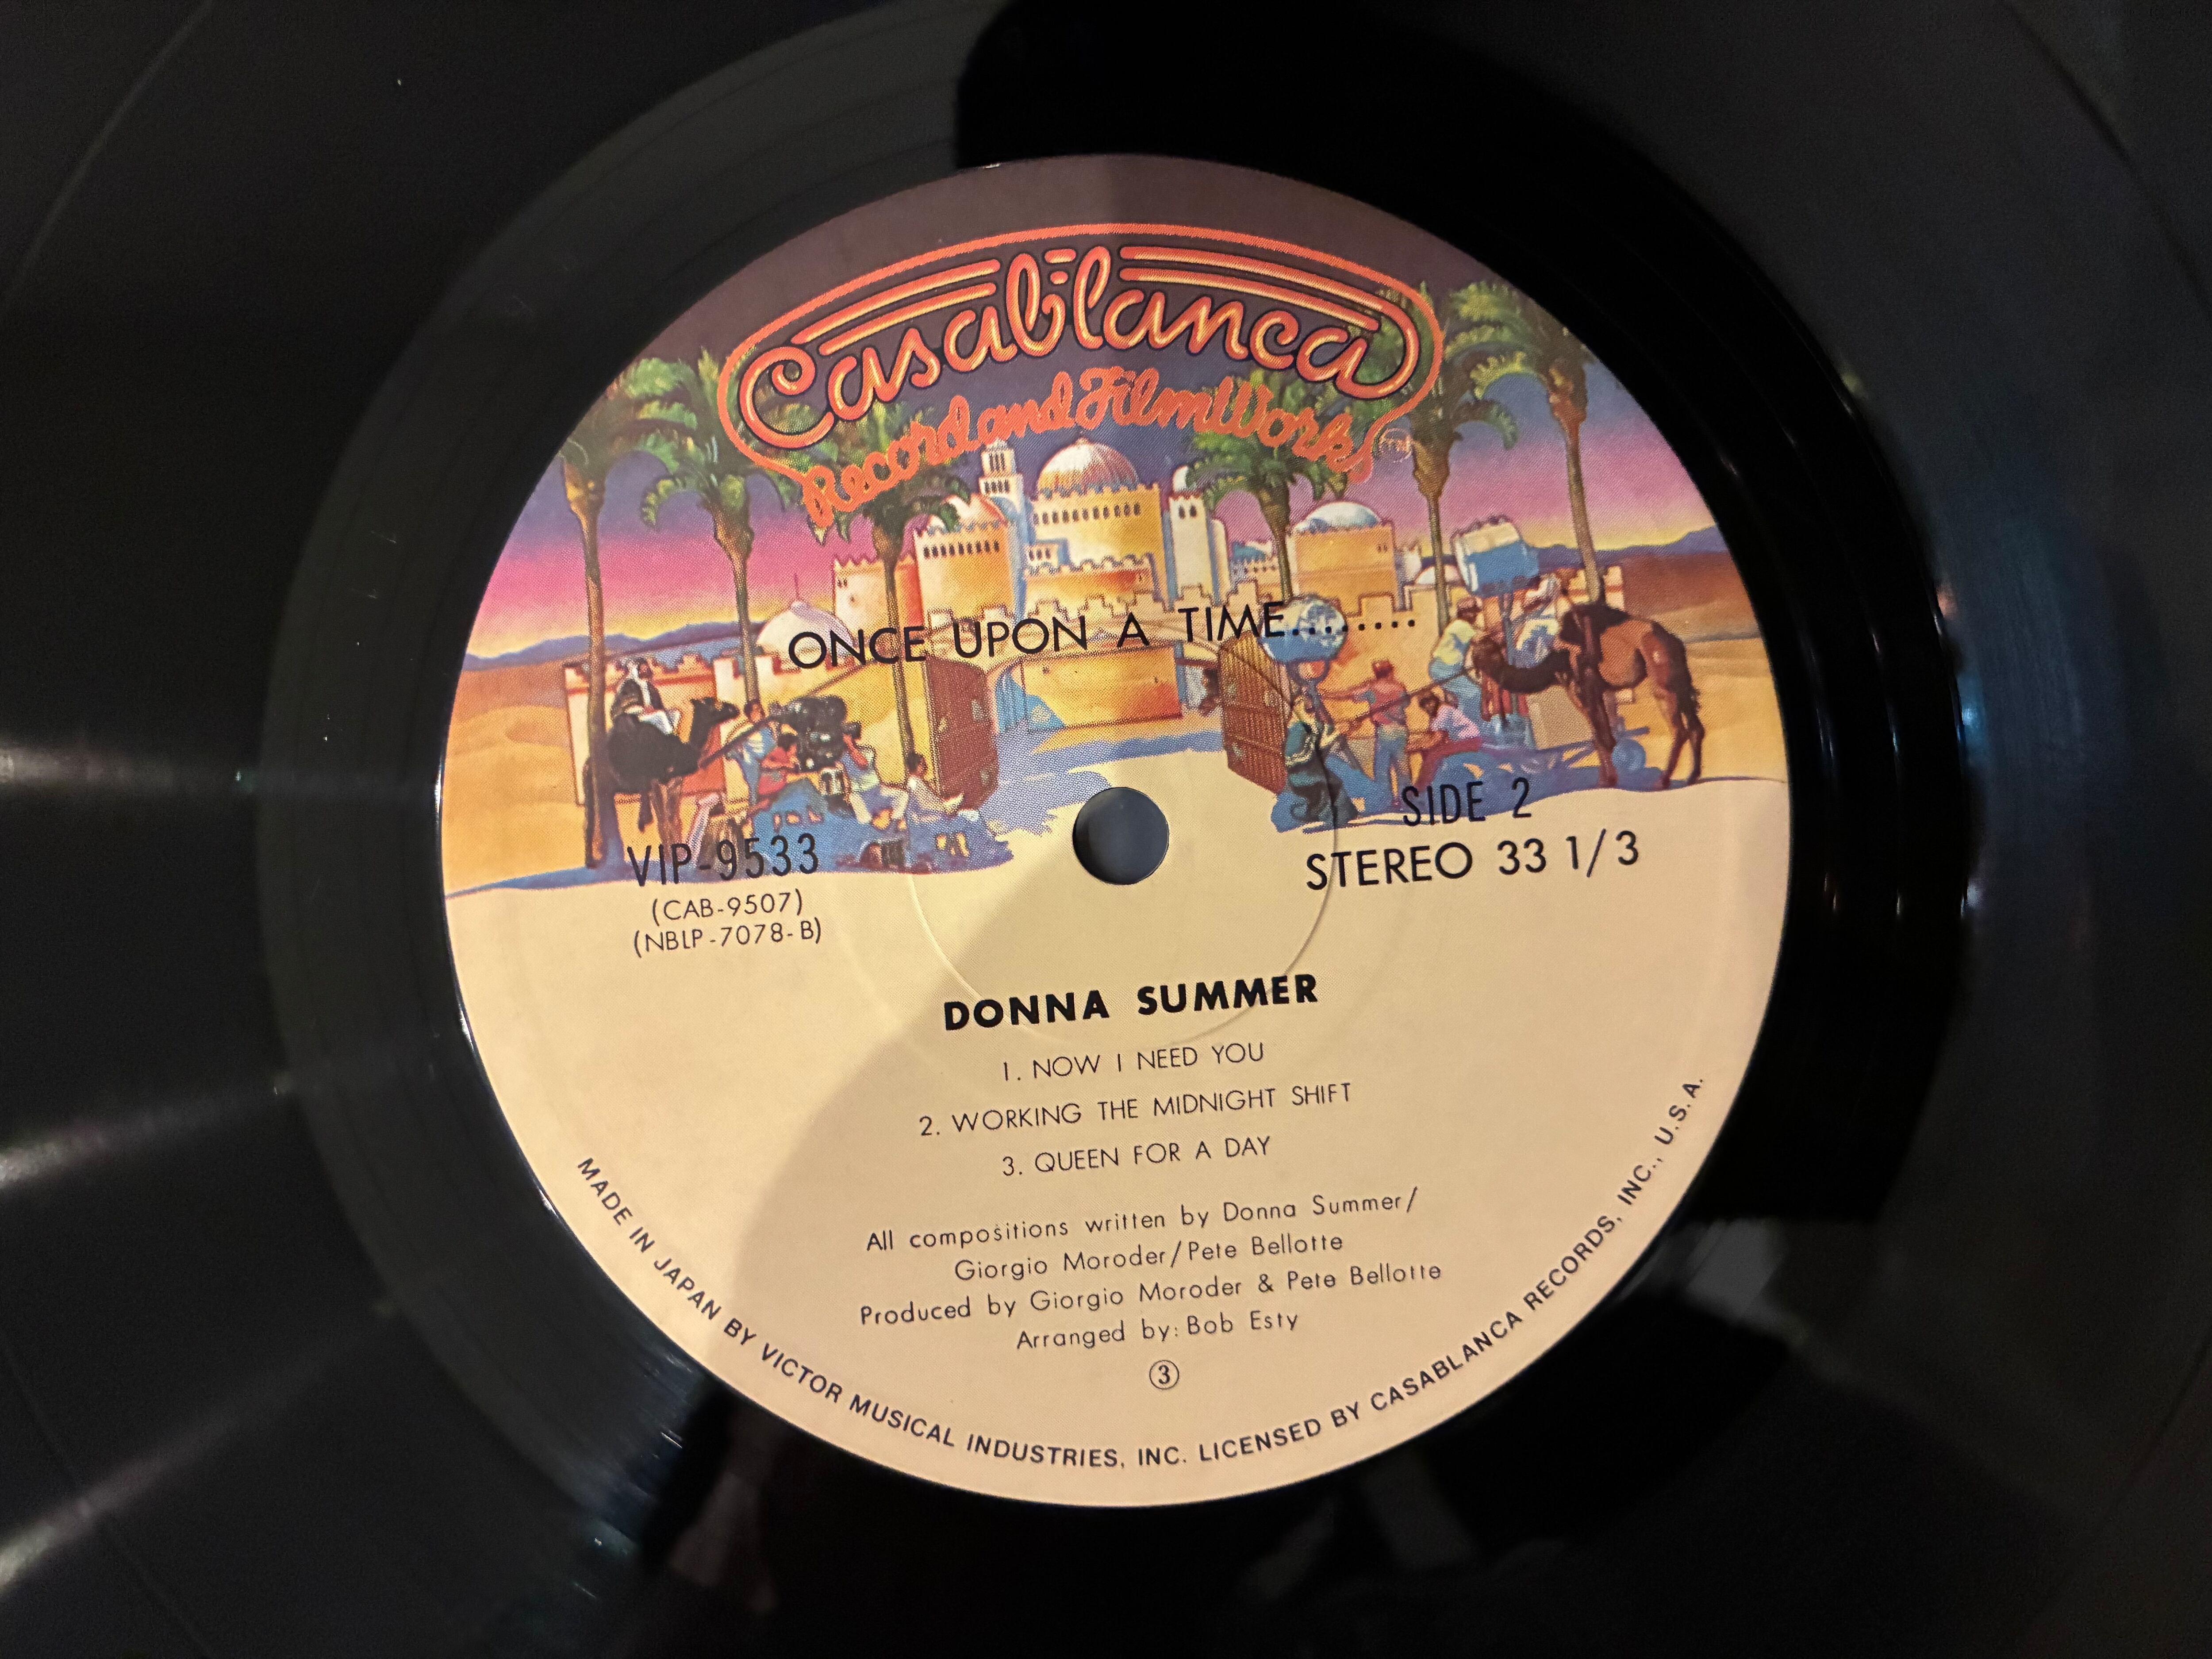 Casablanca
Record and FilmWorks
ONCE UPON A TIME........
VIP-9533
(CAB-9507)
(NBLP-7078-B)
SIDE 2
STEREO 33 1/3
DONNA SUMMER
1. NOW I NEED YOU
2. WORKING THE MIDNIGHT SHIFT
3. QUEEN FOR A DAY
All compositions written by Donna Summer/
Giorgio Moroder/Pete Bellotte
Produced by Giorgio Moroder & Pete Bellotte
Arranged by: Bob Esty
③
MADE IN JAPAN BY VICTOR MUSICAL INDUSTRIES, INC. LICENSED BY CASABLANCA RECORDS, INC., U.S.A.